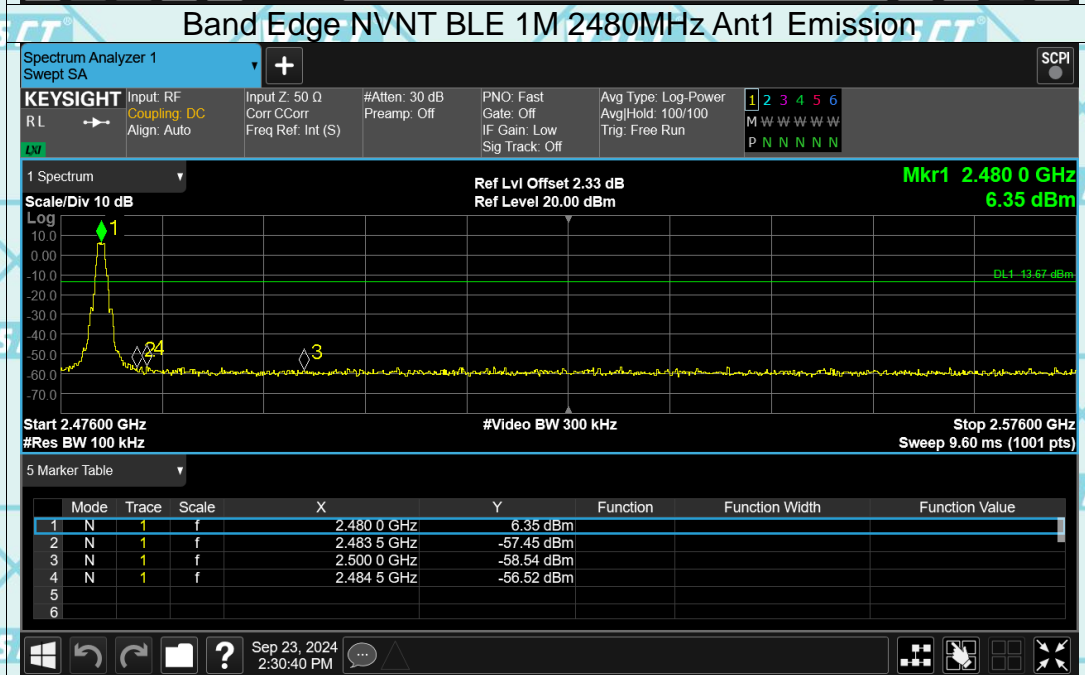 Band Edge NVNT BLE 1M 2480MHz Ant1 Emission
Spectrum Analyzer 1
Swept SA
+
SCPI
KEYSIGHT
RL
LXI
Input: RF
Coupling: DC
Align: Auto
Input Z: 50 Ω
Corr CCorr
Freq Ref: Int (S)
#Atten: 30 dB
Preamp: Off
PNO: Fast
Gate: Off
IF Gain: Low
Sig Track: Off
Avg Type: Log-Power
Avg|Hold: 100/100
Trig: Free Run
1 2 3 4 5 6
M W W W W W
P N N N N N
1 Spectrum
Ref Lvl Offset 2.33 dB
Mkr1 2.480 0 GHz
Scale/Div 10 dB
Ref Level 20.00 dBm
6.35 dBm
Log
10.0
0.00
-10.0
-20.0
-30.0
-40.0
-50.0
-60.0
-70.0
1
DL1 -13.67 dBm
2 4
3
Start 2.47600 GHz
#Video BW 300 kHz
Stop 2.57600 GHz
#Res BW 100 kHz
Sweep 9.60 ms (1001 pts)
5 Marker Table
Mode Trace Scale X Y Function Function Width Function Value
1 N 1 f 2.480 0 GHz 6.35 dBm
2 N 1 f 2.483 5 GHz -57.45 dBm
3 N 1 f 2.500 0 GHz -58.54 dBm
4 N 1 f 2.484 5 GHz -56.52 dBm
5
6
?
Sep 23, 2024
2:30:40 PM